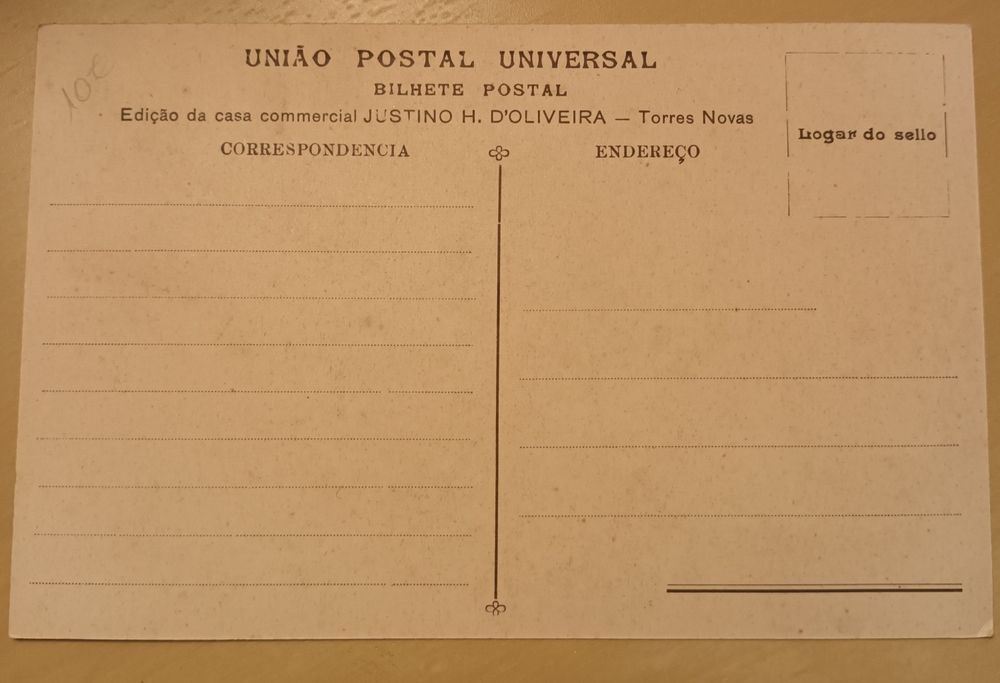 10€
UNIÃO POSTAL UNIVERSAL
BILHETE POSTAL
Edição da casa commercial JUSTINO H. D'OLIVEIRA — Torres Novas
CORRESPONDENCIA
ENDEREÇO
Logar do sello